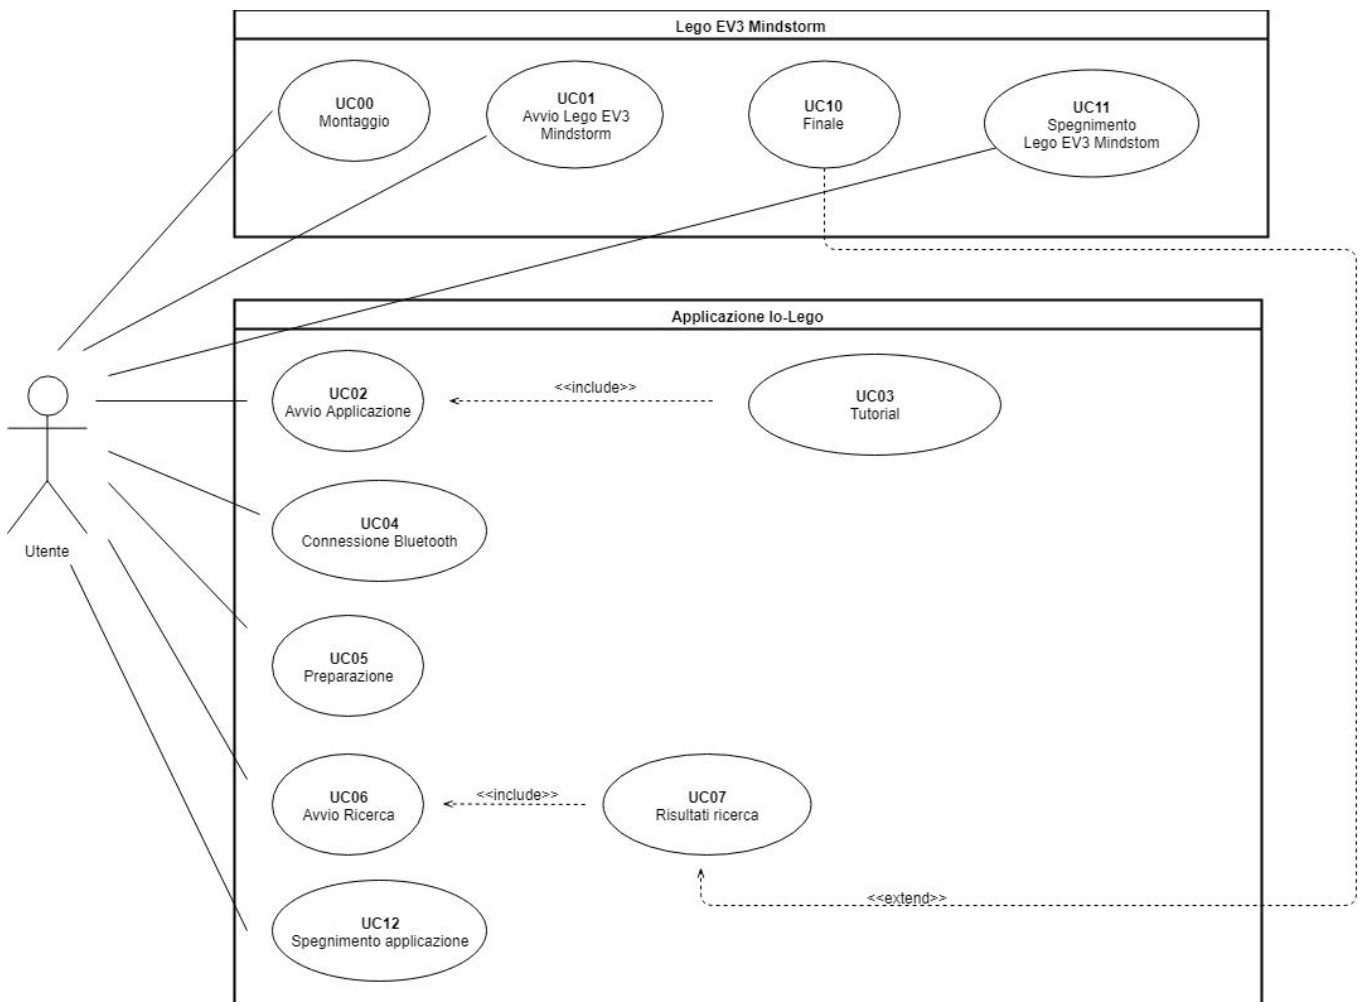 Lego EV3 Mindstorm
UC00
Montaggio
UC01
Avvio Lego EV3
Mindstorm
UC10
Finale
UC11
Spegnimento
Lego EV3 Mindstom
Applicazione Io-Lego
UC02
Avvio Applicazione
<<include>>
UC03
Tutorial
UC04
Connessione Bluetooth
Utente
UC05
Preparazione
UC06
Avvio Ricerca
<<include>>
UC07
Risultati ricerca
<<extend>>
UC12
Spegnimento applicazione